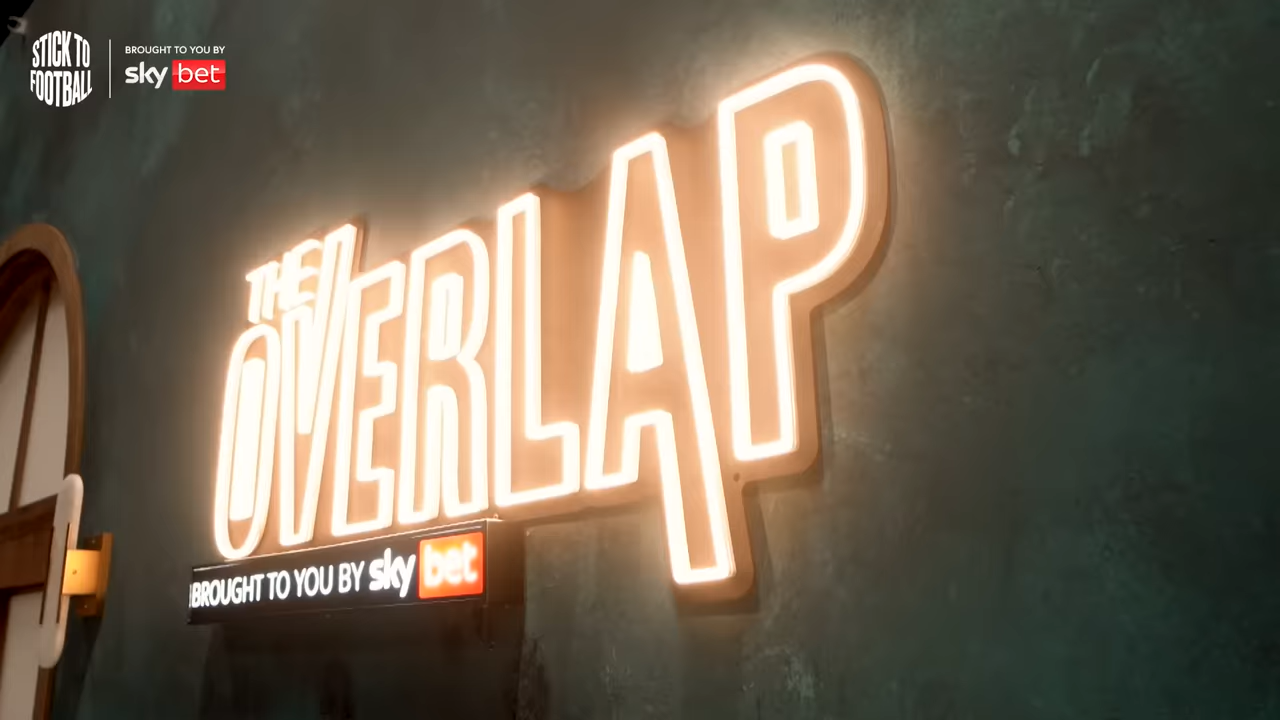 STICK TO
FOOTBALL
BROUGHT TO YOU BY
sky bet
THE
OVERLAP
BROUGHT TO YOU BY sky bet